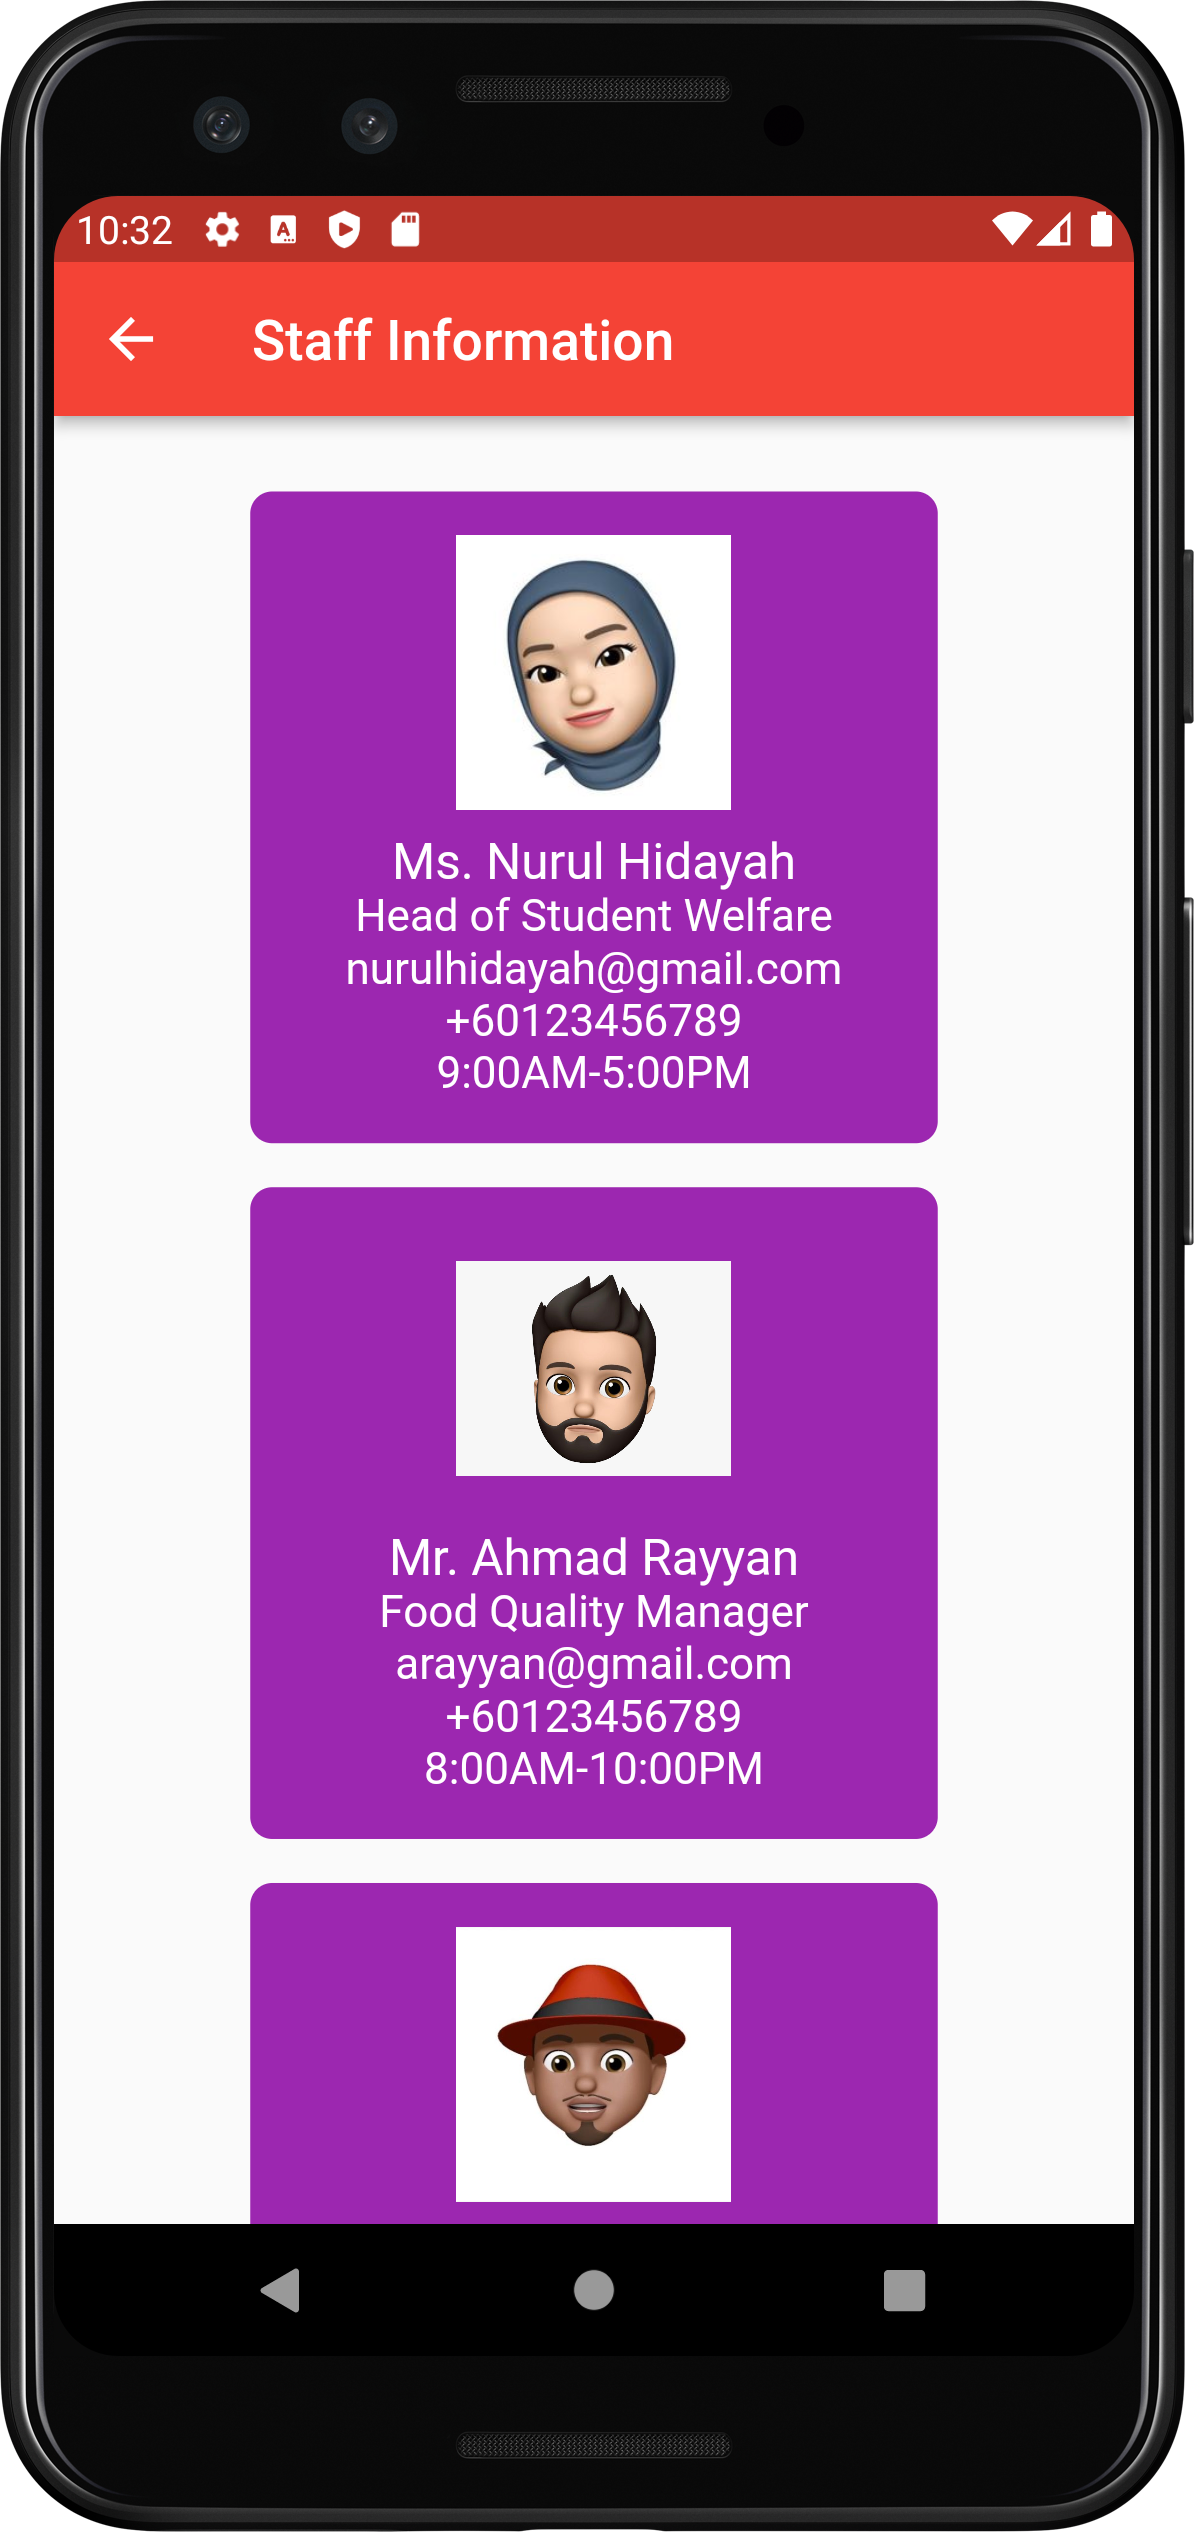 10:32
Staff Information
Ms. Nurul Hidayah
Head of Student Welfare
nurulhidayah@gmail.com
+60123456789
9:00AM-5:00PM
Mr. Ahmad Rayyan
Food Quality Manager
arayyan@gmail.com
+60123456789
8:00AM-10:00PM